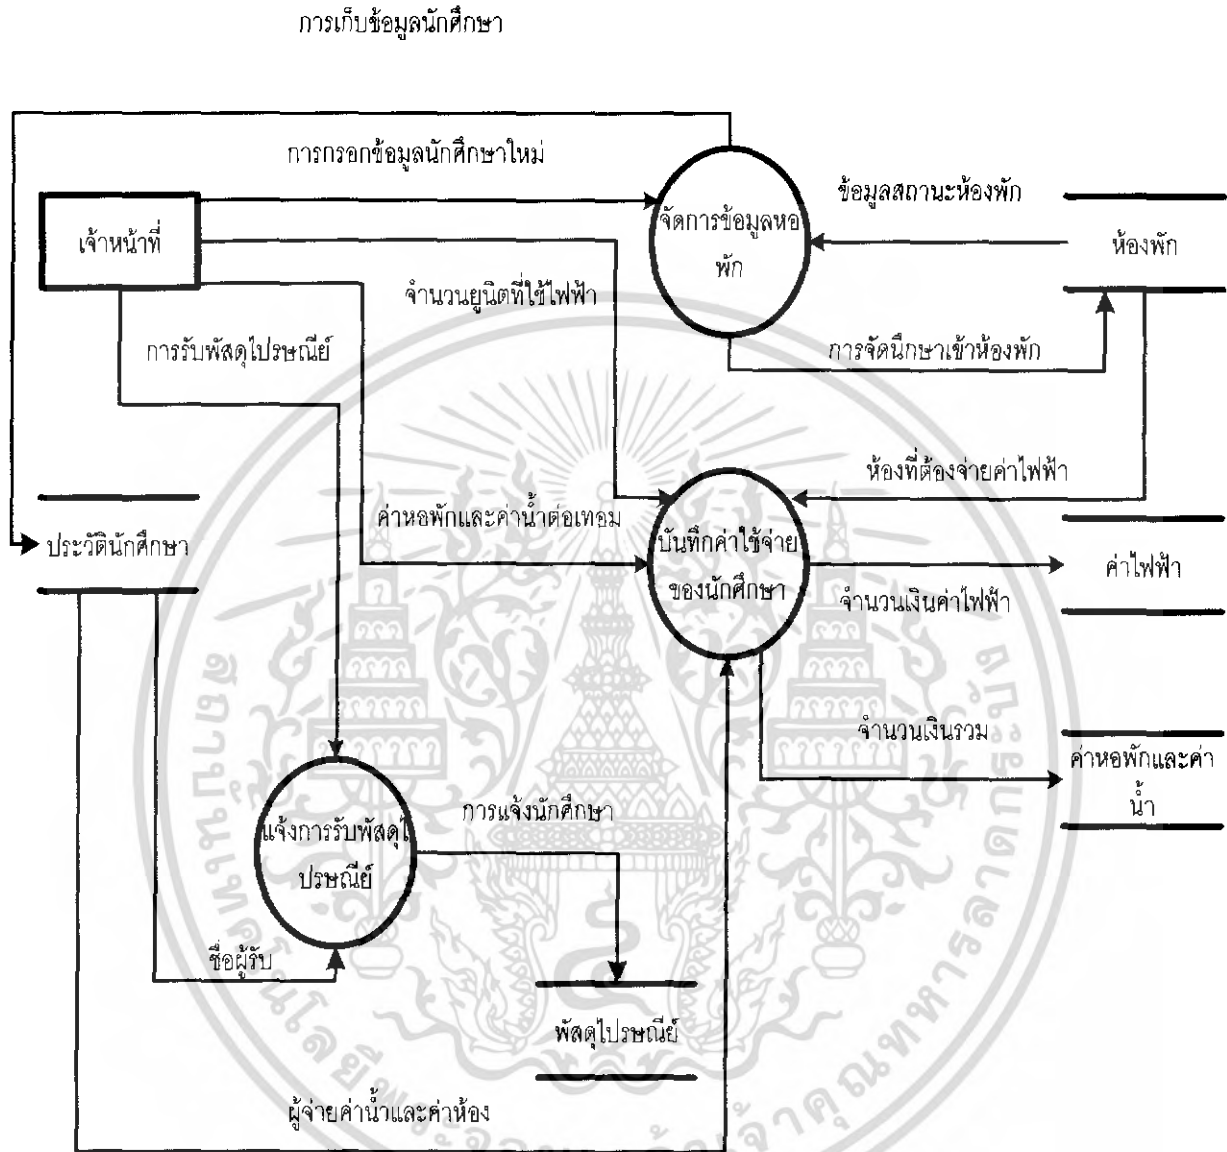 การเก็บข้อมูลนักศึกษา
การกรอกข้อมูลนักศึกษาใหม่
เจ้าหน้าที่
จัดการข้อมูลหอ
พัก
ข้อมูลสถานะห้องพัก
ห้องพัก
จำนวนยูนิตที่ใช้ไฟฟ้า
การรับพัสดุไปรษณีย์
การจัดนึกษาเข้าห้องพัก
ห้องที่ต้องจ่ายค่าไฟฟ้า
ค่าหอพักและค่าน้ำต่อเทอม
ประวัตินักศึกษา
บันทึกค่าใช้จ่าย
ของนักศึกษา
ค่าไฟฟ้า
จำนวนเงินค่าไฟฟ้า
จำนวนเงินรวม
ค่าหอพักและค่า
น้ำ
แจ้งการรับพัสดุไ
ปรษณีย์
การแจ้งนักศึกษา
ชื่อผู้รับ
พัสดุไปรษณีย์
ผู้จ่ายค่าน้ำและค่าห้อง